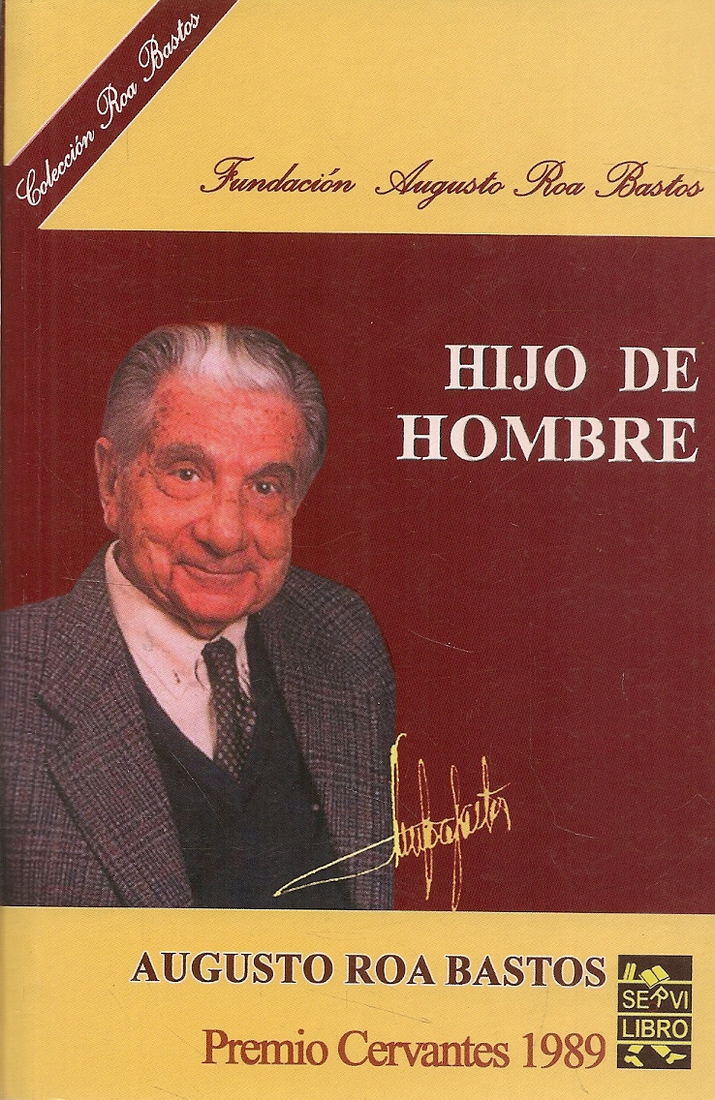 Colección Roa Bastos
Fundación Augusto Roa Bastos
HIJO DE
HOMBRE
AUGUSTO ROA BASTOS
Premio Cervantes 1989
SERVI
LIBRO